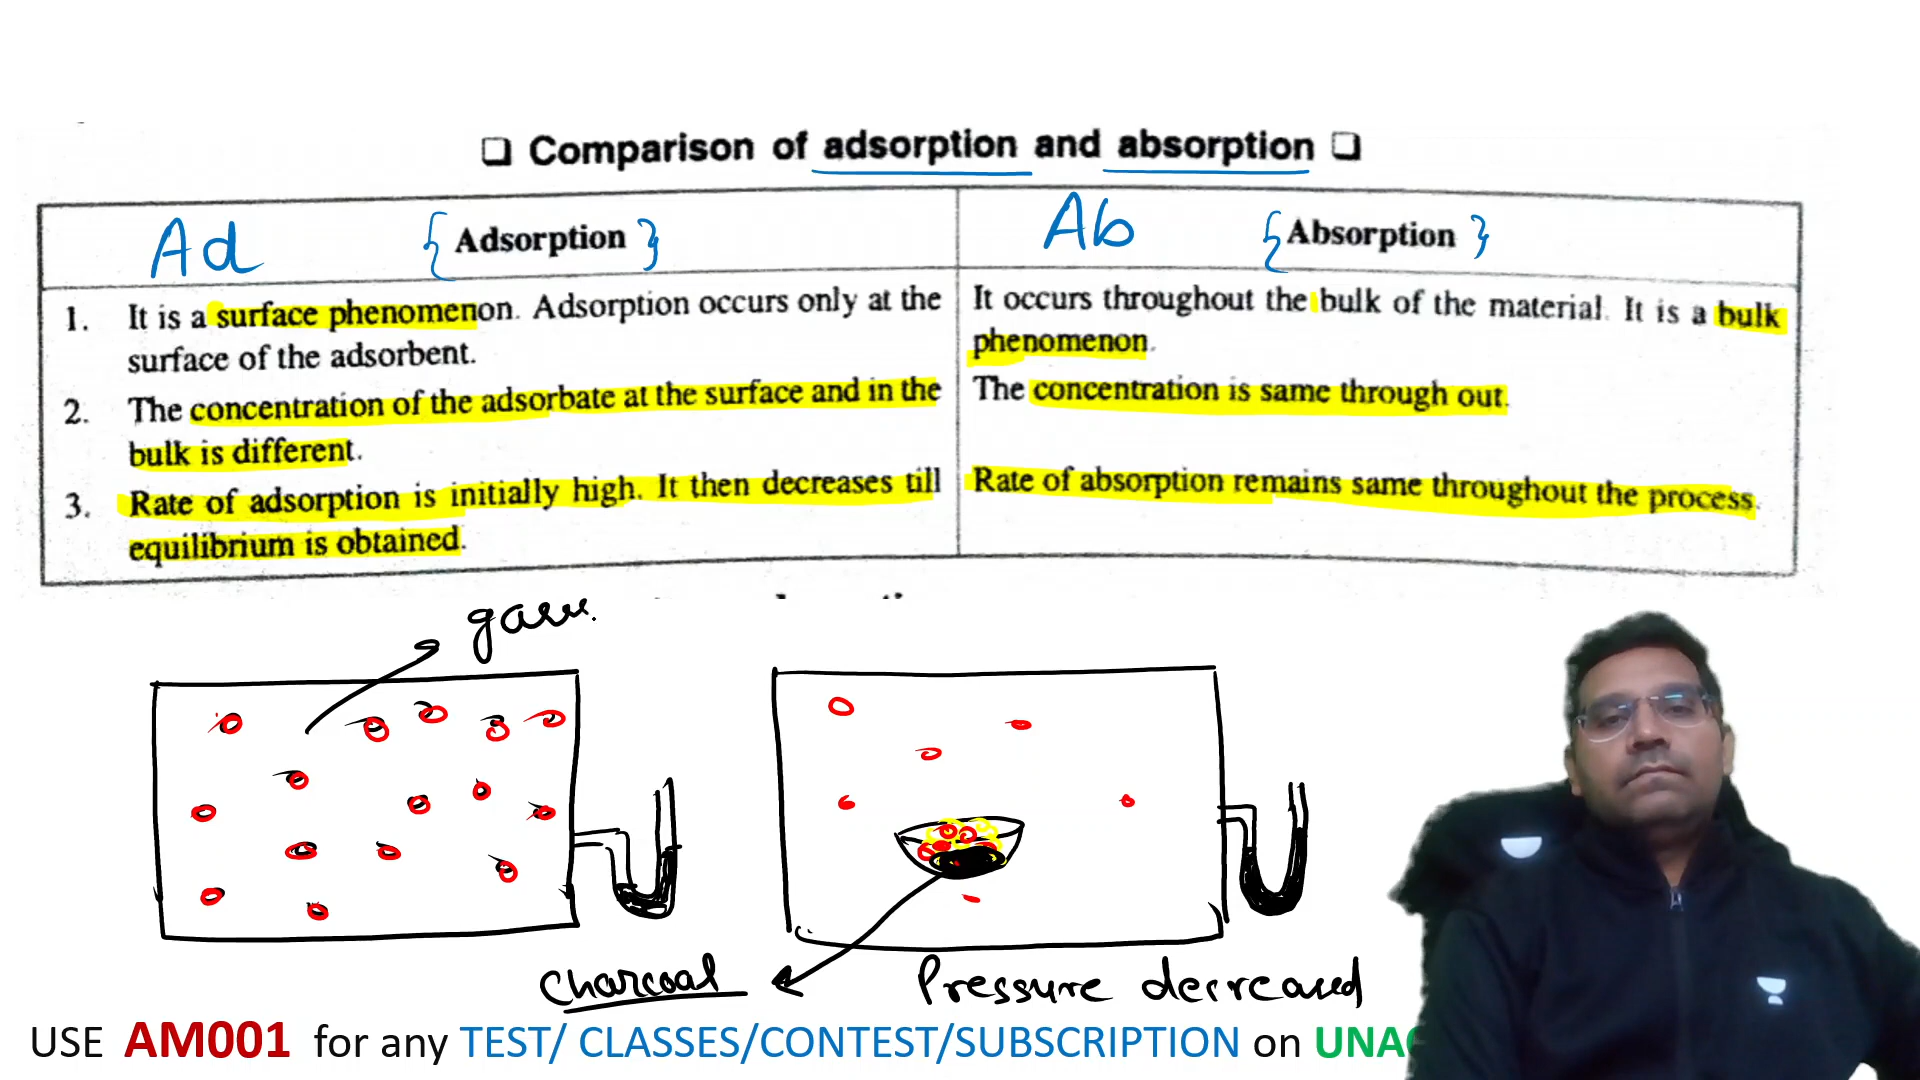 ❑ Comparison of adsorption and absorption ❑
Ad { Adsorption }
Ab { Absorption }
1. It is a surface phenomenon. Adsorption occurs only at the
surface of the adsorbent.
It occurs throughout the bulk of the material. It is a bulk
phenomenon.
2. The concentration of the adsorbate at the surface and in the
bulk is different.
The concentration is same through out.
3. Rate of adsorption is initially high. It then decreases till
equilibrium is obtained.
Rate of absorption remains same throughout the process.
Charcoal
Pressure decreased
USE AM001 for any TEST/ CLASSES/CONTEST/SUBSCRIPTION on